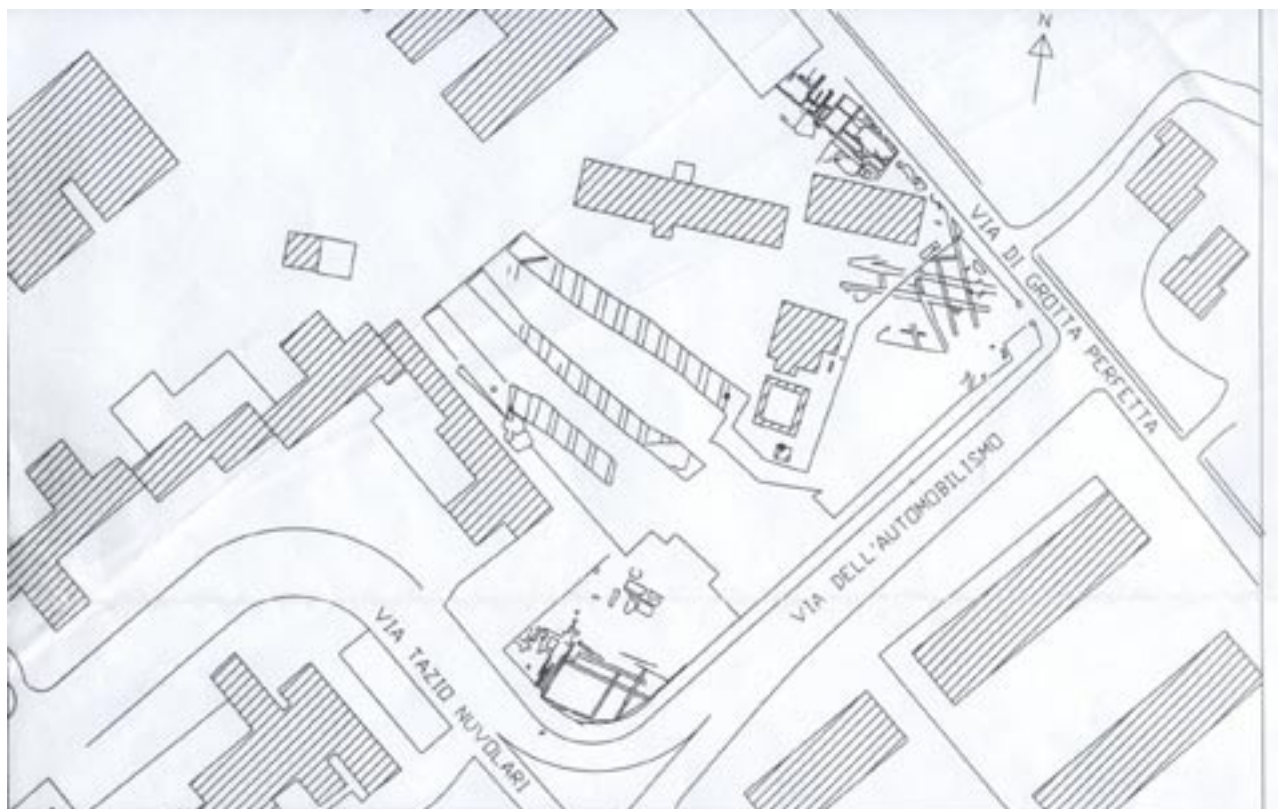 N
VIA DI GROTTA PERFETTA
VIA DELL'AUTOMOBILISMO
VIA TAZIO NUVOLARI